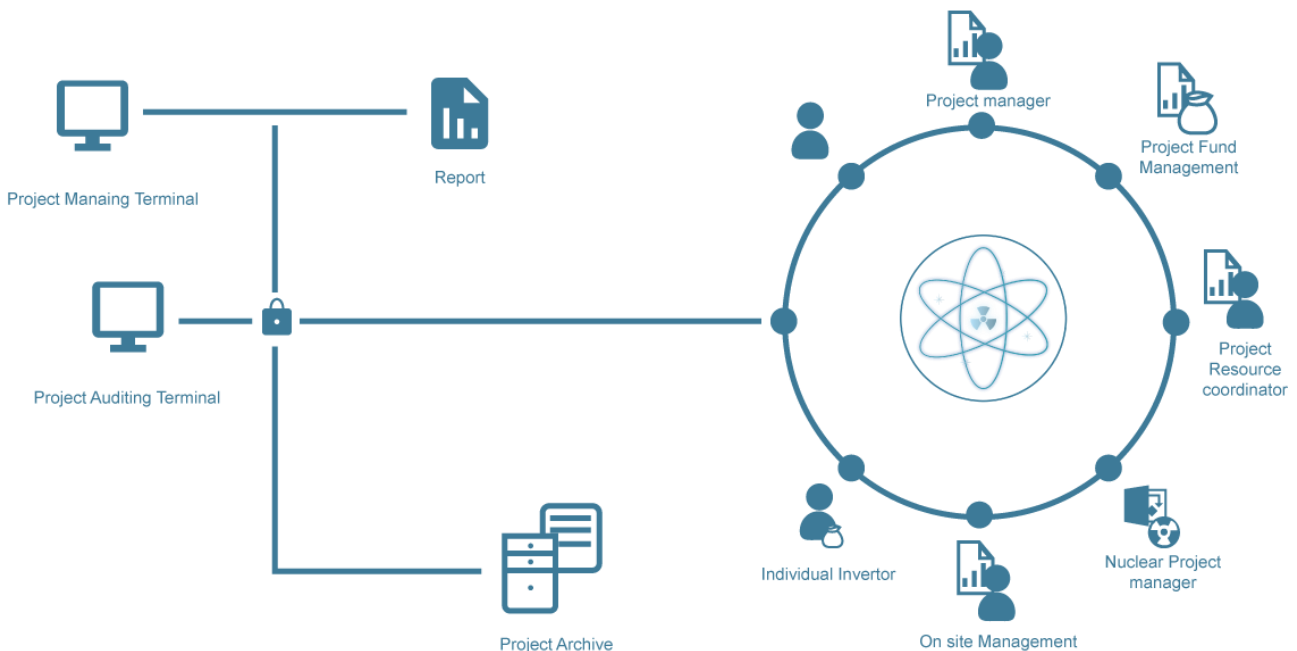 Project manager
Project Fund
Management
Report
Project Manaing Terminal
Project
Resource
coordinator
Project Auditing Terminal
Individual Invertor
Nuclear Project
manager
On site Management
Project Archive